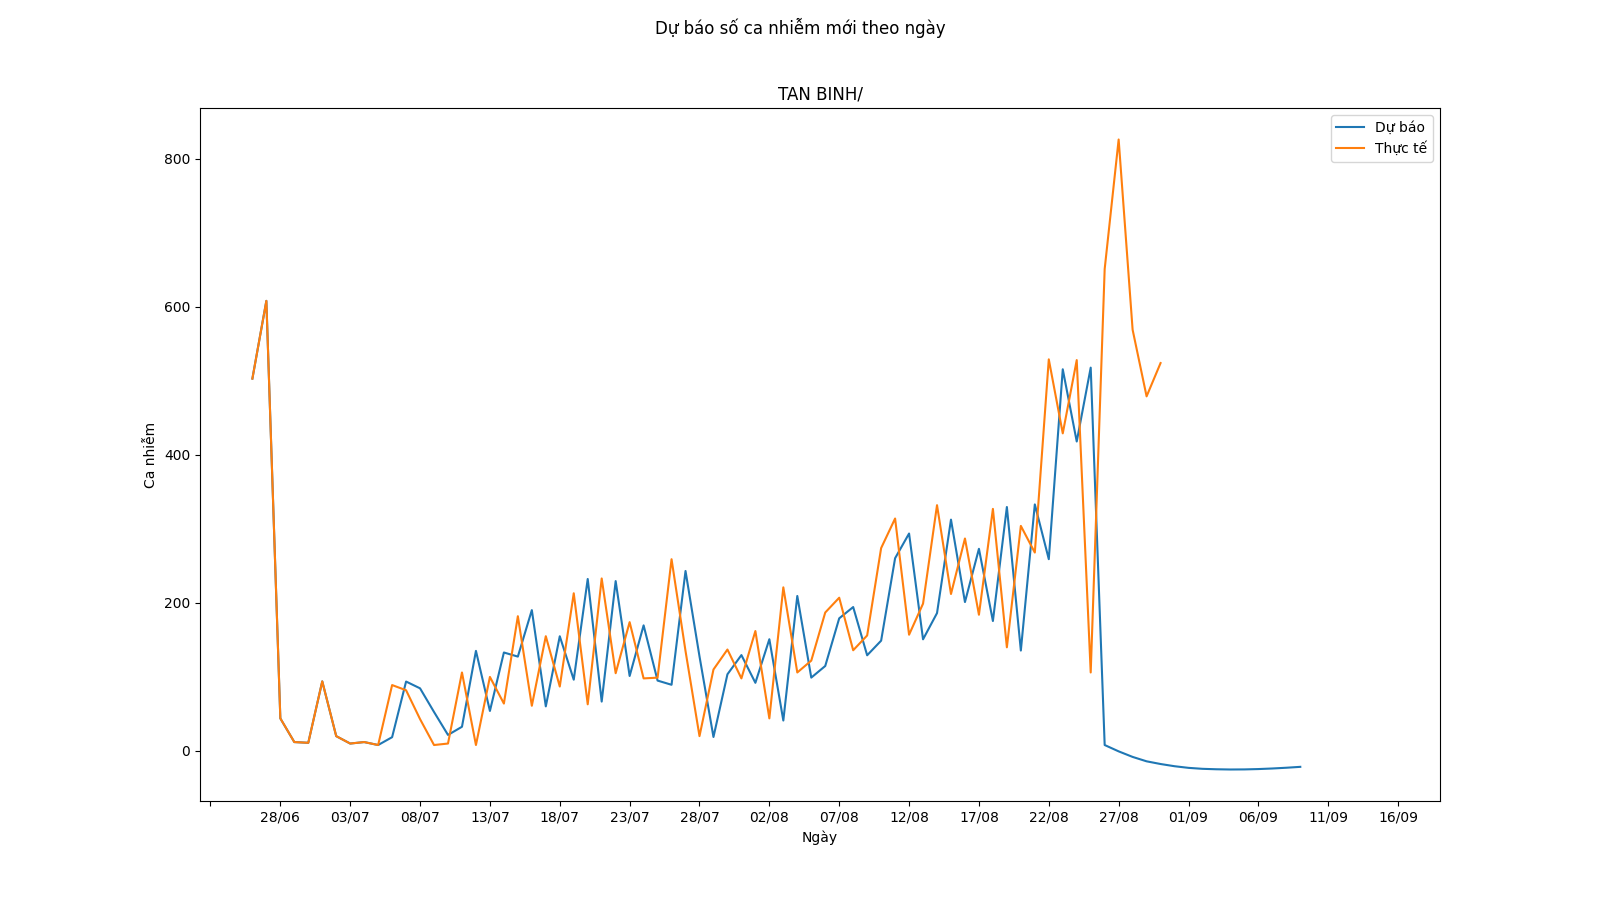 Dự báo số ca nhiễm mới theo ngày
TAN BINH/
Dự báo
Thực tế
800
600
400
200
0
Ca nhiễm
28/06 03/07 08/07 13/07 18/07 23/07 28/07 02/08 07/08 12/08 17/08 22/08 27/08 01/09 06/09 11/09 16/09
Ngày